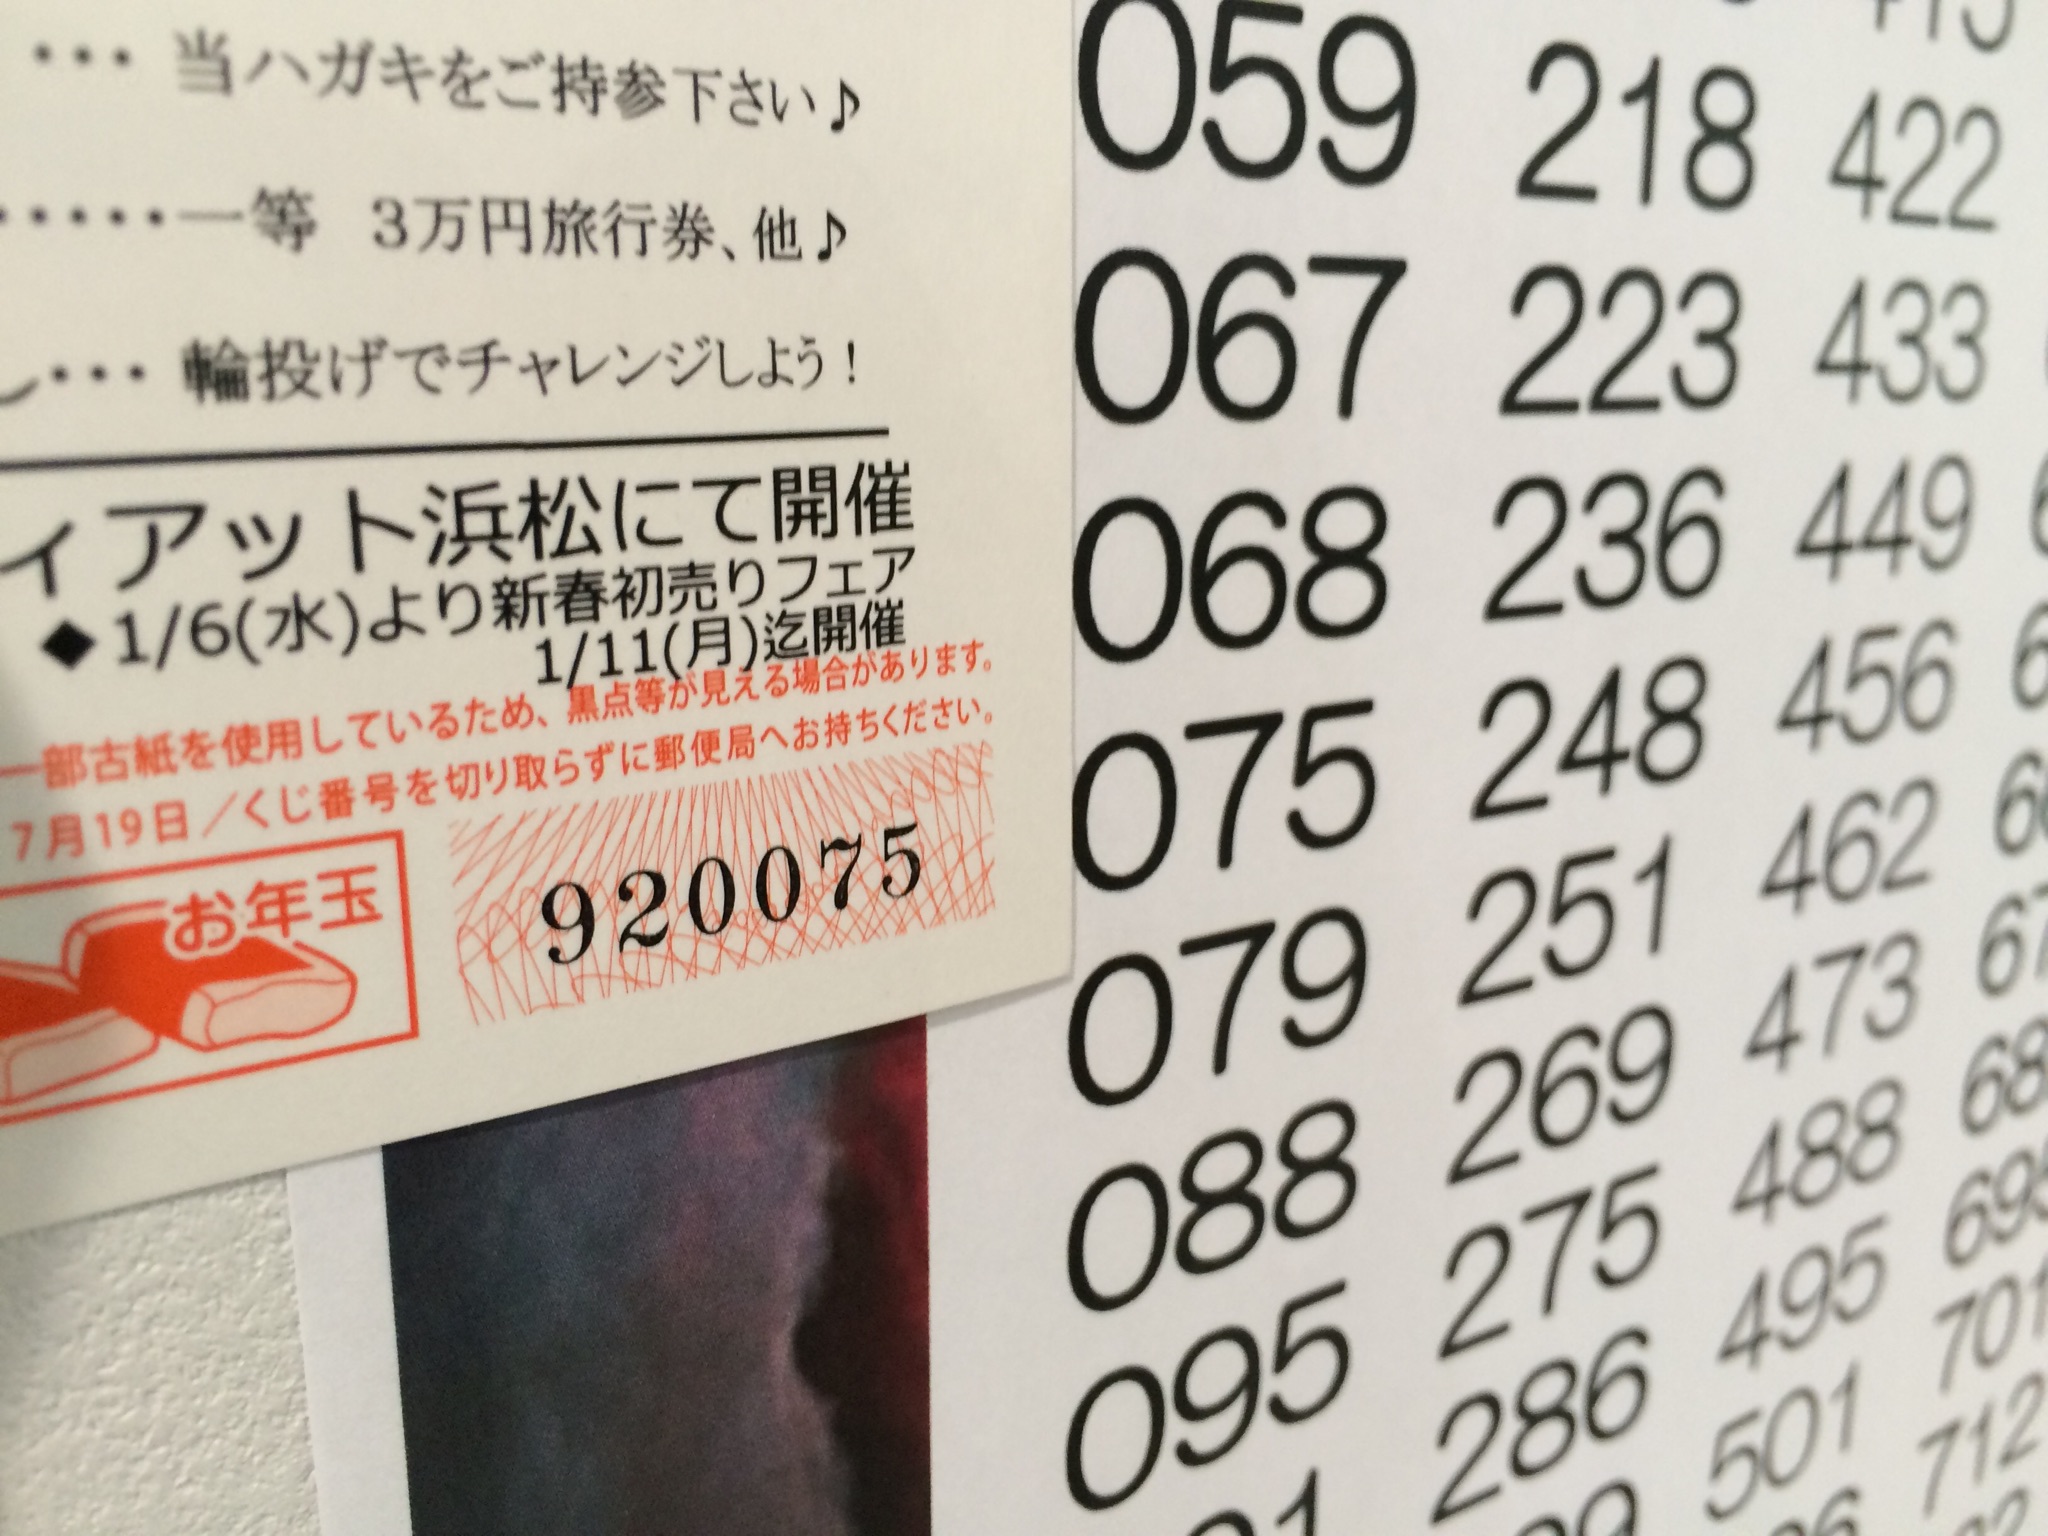 ・・・当ハガキをご持参下さい♪
・・・・・一等 3万円旅行券、他♪
・・・輪投げでチャレンジしよう！
ィアット浜松にて開催
◆1/6(水)より新春初売りフェア
1/11(月)迄開催
一部古紙を使用しているため、黒点等が見える場合があります。
7月19日／くじ番号を切り取らずに郵便局へお持ちください。
お年玉
920075
059 218 422
067 223 433
068 236 449
075 248 456
079 251 462
088 269 473
095 275 488
286 495
501
701
712